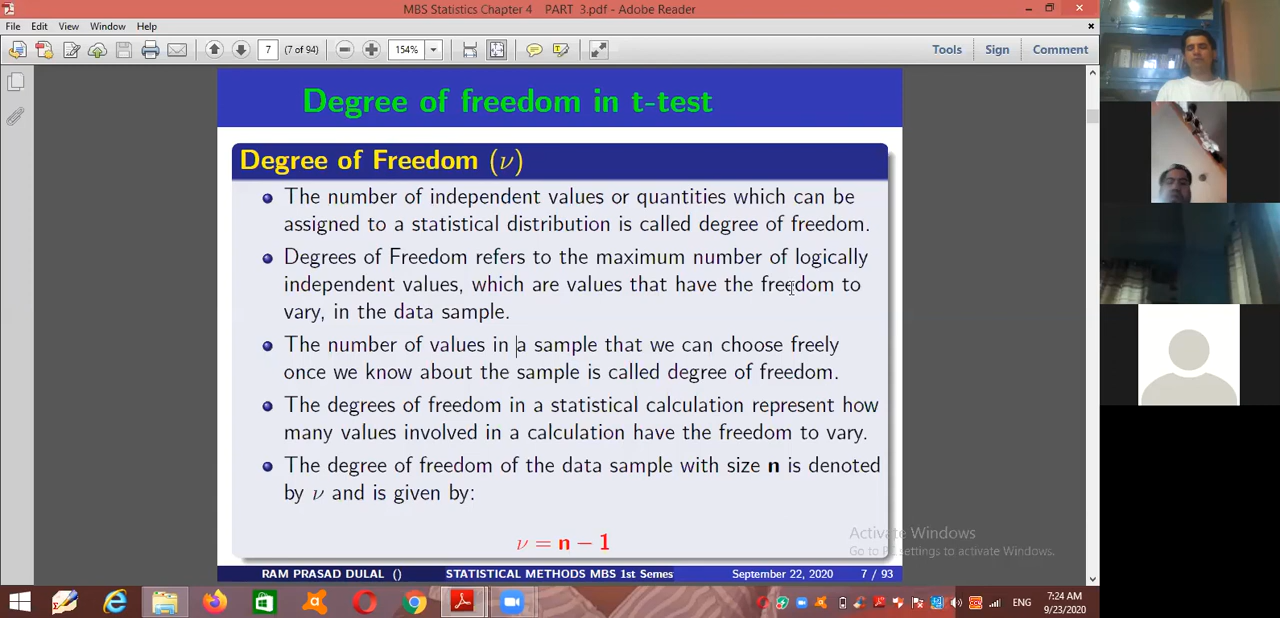 MBS Statistics Chapter 4 PART 3.pdf - Adobe Reader
File Edit View Window Help
7 (7 of 94) 154% Tools Sign Comment
Degree of freedom in t-test
Degree of Freedom (ν)
The number of independent values or quantities which can be
assigned to a statistical distribution is called degree of freedom.
Degrees of Freedom refers to the maximum number of logically
independent values, which are values that have the freedom to
vary, in the data sample.
The number of values in a sample that we can choose freely
once we know about the sample is called degree of freedom.
The degrees of freedom in a statistical calculation represent how
many values involved in a calculation have the freedom to vary.
The degree of freedom of the data sample with size n is denoted
by ν and is given by:
ν = n − 1
Activate Windows
Go to PC settings to activate Windows.
RAM PRASAD DULAL () STATISTICAL METHODS MBS 1st Semes September 22, 2020 7 / 93
ENG
7:24 AM
9/23/2020